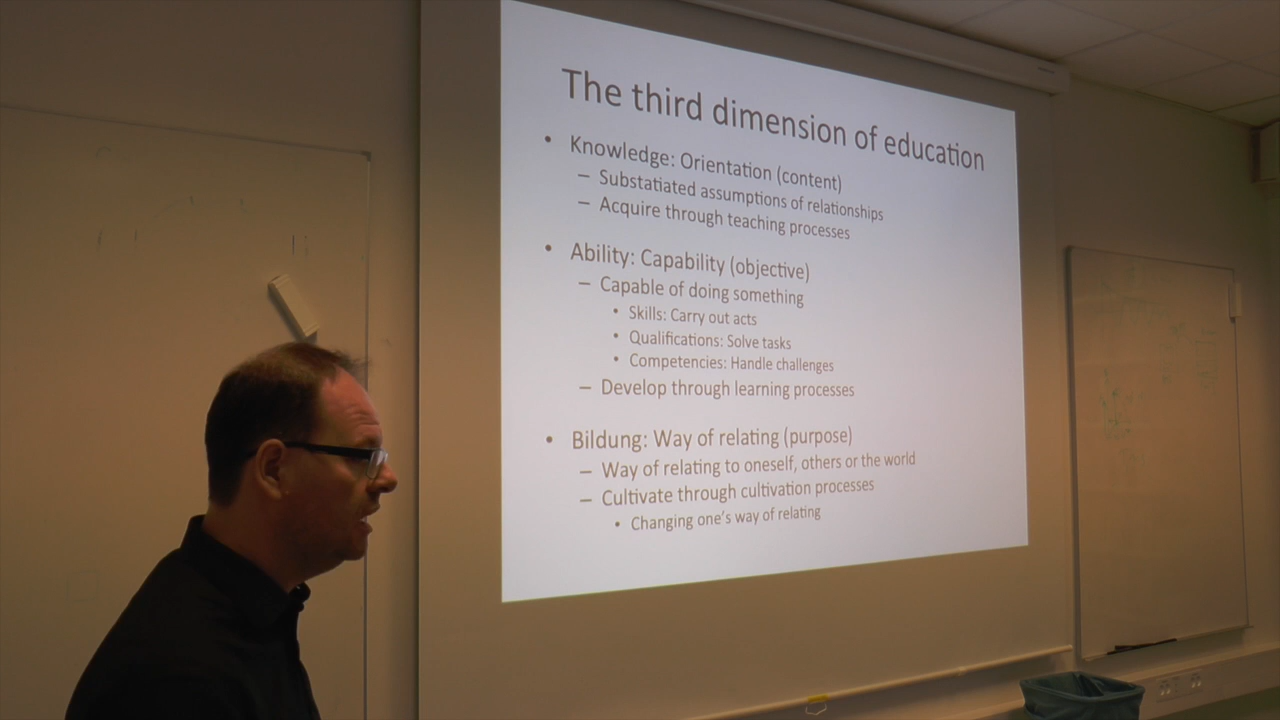 The third dimension of education
• Knowledge: Orientation (content)
– Substatiated assumptions of relationships
– Acquire through teaching processes
• Ability: Capability (objective)
– Capable of doing something
• Skills: Carry out acts
• Qualifications: Solve tasks
• Competencies: Handle challenges
– Develop through learning processes
• Bildung: Way of relating (purpose)
– Way of relating to oneself, others or the world
– Cultivate through cultivation processes
• Changing one's way of relating